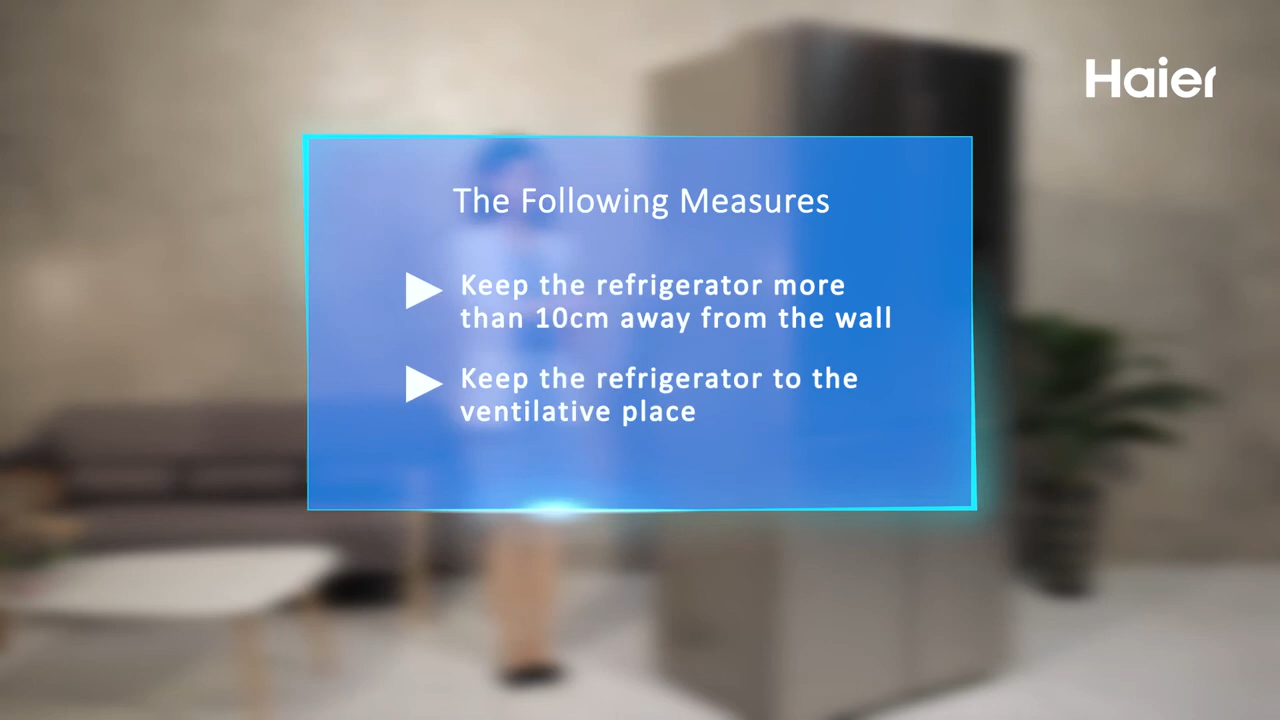 Haier
The Following Measures
Keep the refrigerator more
than 10cm away from the wall
Keep the refrigerator to the
ventilative place